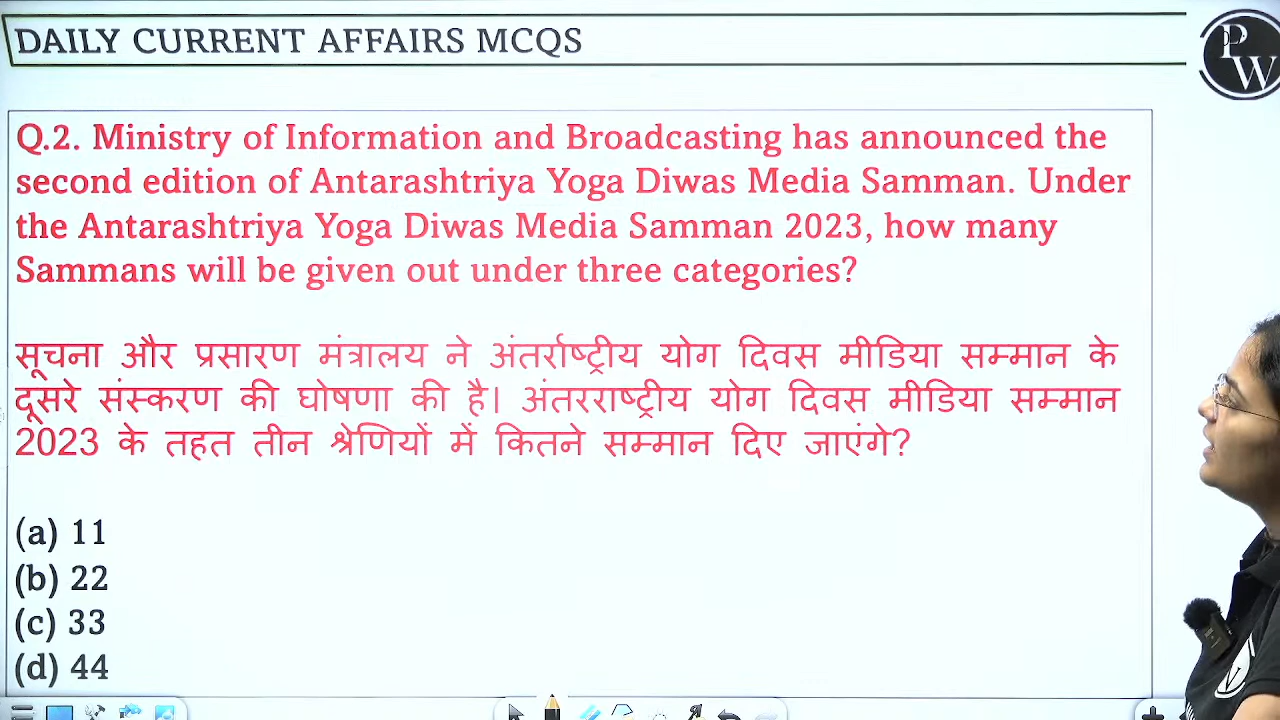 DAILY CURRENT AFFAIRS MCQS
PW
Q.2. Ministry of Information and Broadcasting has announced the
second edition of Antarashtriya Yoga Diwas Media Samman. Under
the Antarashtriya Yoga Diwas Media Samman 2023, how many
Sammans will be given out under three categories?
सूचना और प्रसारण मंत्रालय ने अंतर्राष्ट्रीय योग दिवस मीडिया सम्मान के
दूसरे संस्करण की घोषणा की है। अंतरराष्ट्रीय योग दिवस मीडिया सम्मान
2023 के तहत तीन श्रेणियों में कितने सम्मान दिए जाएंगे?
(a) 11
(b) 22
(c) 33
(d) 44